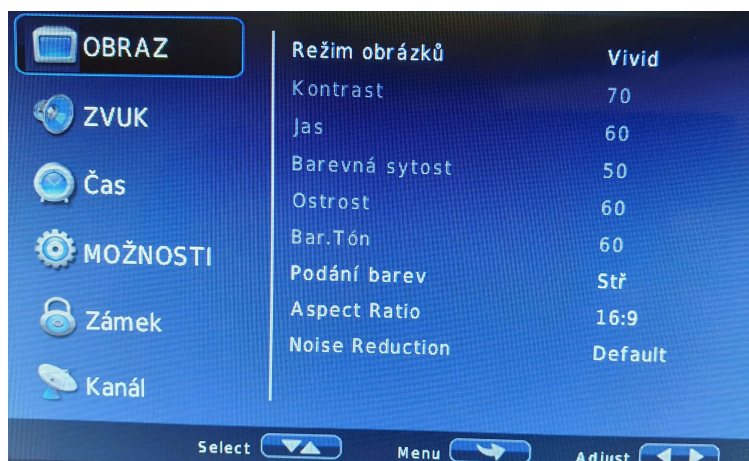 OBRAZ
ZVUK
Čas
MOŽNOSTI
Zámek
Kanál
Režim obrázků Vivid
Kontrast 70
Jas 60
Barevná sytost 50
Ostrost 60
Bar.Tón 60
Podání barev Stř
Aspect Ratio 16:9
Noise Reduction Default
Select Menu Adjust